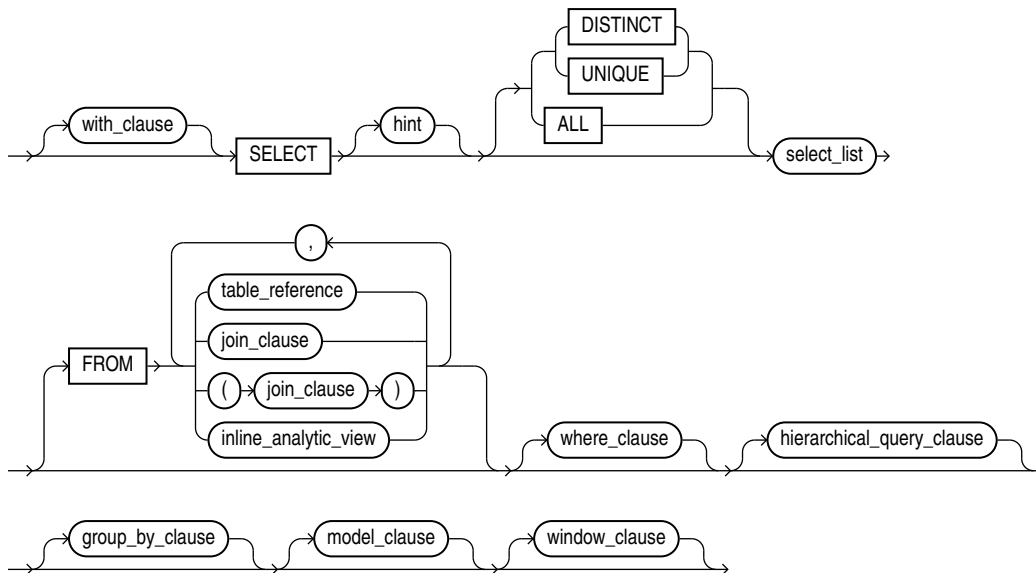 DISTINCT
UNIQUE
ALL
with_clause
SELECT
hint
select_list
,
table_reference
join_clause
FROM
( join_clause )
inline_analytic_view
where_clause
hierarchical_query_clause
group_by_clause
model_clause
window_clause